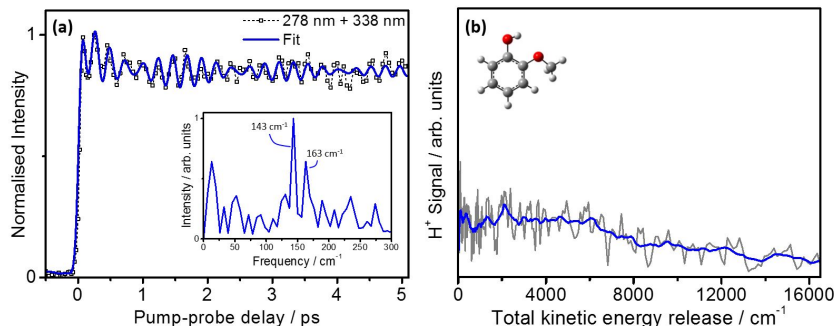 (a)
278 nm + 338 nm
Fit
Normalised Intensity
1
0
0 1 2 3 4 5
Pump-probe delay / ps
Intensity / arb. units
1
0
143 cm⁻¹
163 cm⁻¹
0 50 100 150 200 250 300
Frequency / cm⁻¹
(b)
H⁺ Signal / arb. units
0 4000 8000 12000 16000
Total kinetic energy release / cm⁻¹